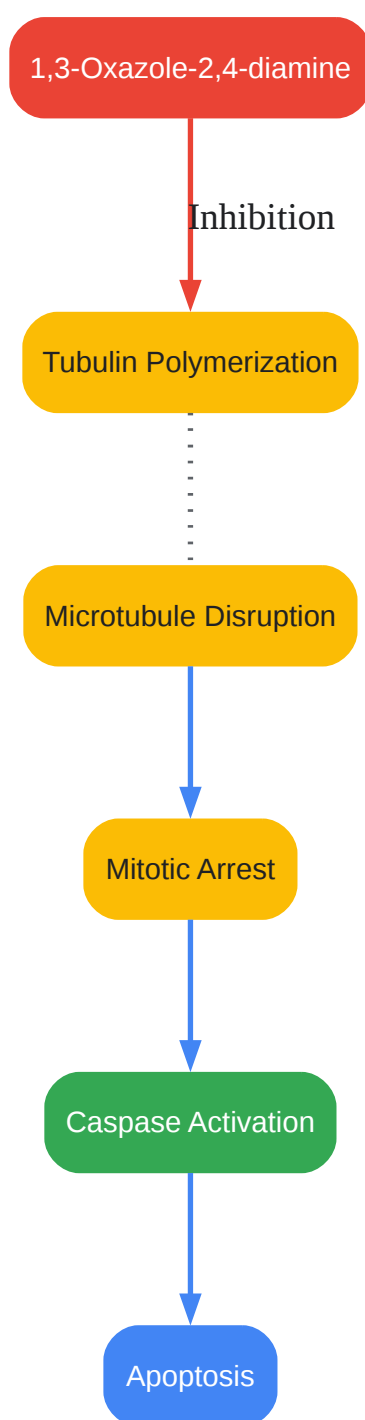 1,3-Oxazole-2,4-diamine
Inhibition
Tubulin Polymerization
Microtubule Disruption
Mitotic Arrest
Caspase Activation
Apoptosis